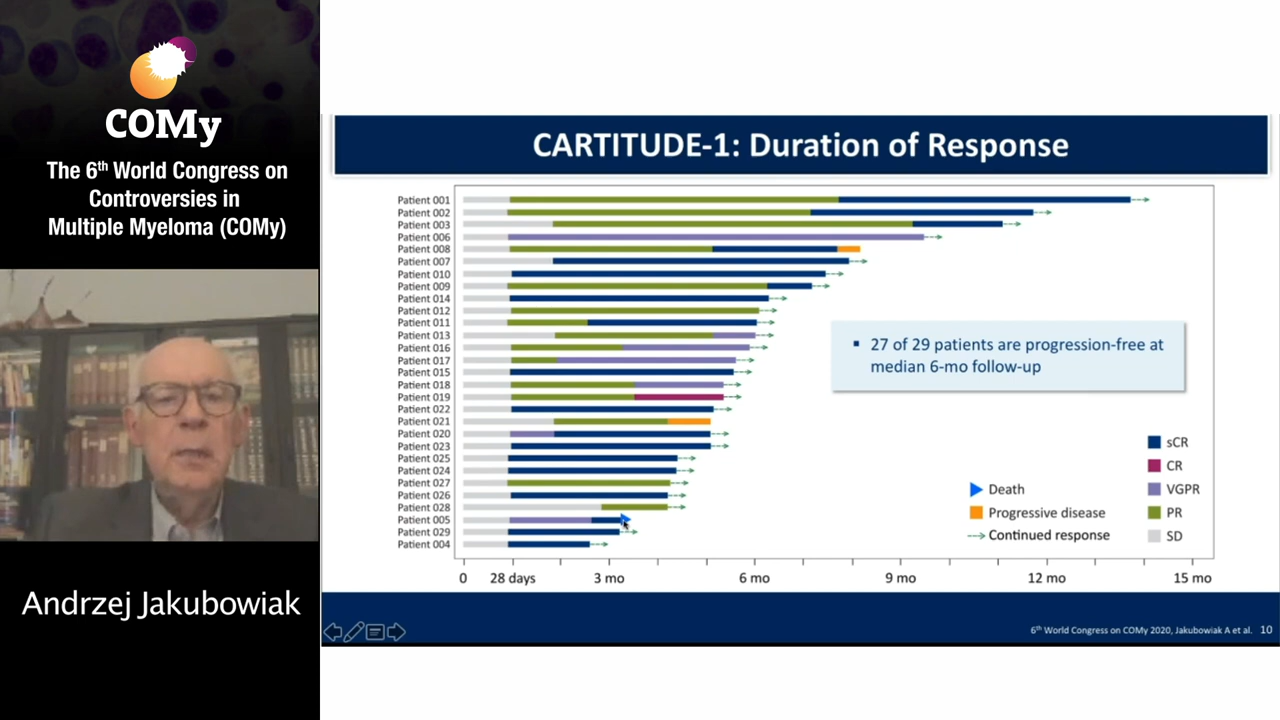 COMy
The 6th World Congress on
Controversies in
Multiple Myeloma (COMy)
Andrzej Jakubowiak
CARTITUDE-1: Duration of Response
Patient 001
Patient 002
Patient 003
Patient 006
Patient 008
Patient 007
Patient 010
Patient 009
Patient 014
Patient 012
Patient 011
Patient 013
Patient 016
Patient 017
Patient 015
Patient 018
Patient 019
Patient 022
Patient 021
Patient 020
Patient 023
Patient 025
Patient 024
Patient 027
Patient 026
Patient 028
Patient 005
Patient 029
Patient 004
27 of 29 patients are progression-free at
median 6-mo follow-up
Death
Progressive disease
Continued response
sCR
CR
VGPR
PR
SD
0 28 days 3 mo 6 mo 9 mo 12 mo 15 mo
6th World Congress on COMy 2020, Jakubowiak A et al. 10